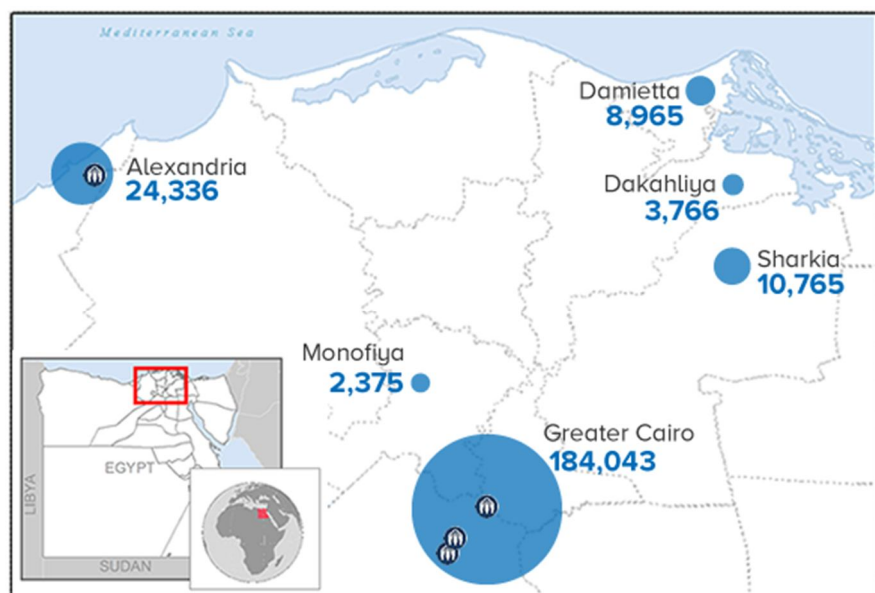 Mediterranean Sea
Damietta
8,965
Alexandria
24,336
Dakahliya
3,766
Sharkia
10,765
Monofiya
2,375
Greater Cairo
184,043
LIBYA
EGYPT
SUDAN